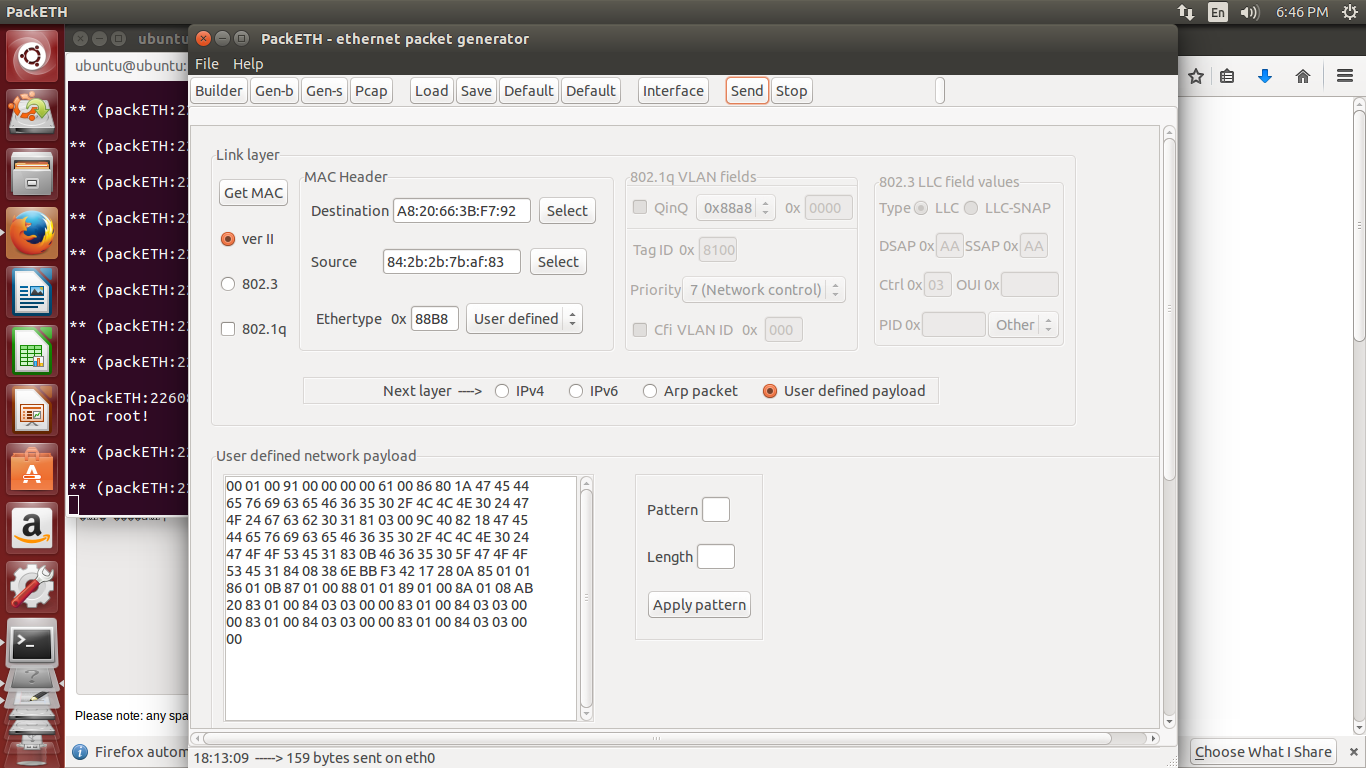 PackETH
En
6:46 PM
ubuntu
PackETH - ethernet packet generator
ubuntu@ubuntu:
File Help
Builder Gen-b Gen-s Pcap Load Save Default Default Interface Send Stop
** (packETH:22
** (packETH:22
** (packETH:22
** (packETH:22
** (packETH:22
** (packETH:22
** (packETH:22
** (packETH:22
(packETH:22608
not root!
** (packETH:22
** (packETH:22
Link layer
Get MAC
ver II
802.3
802.1q
MAC Header
Destination A8:20:66:3B:F7:92 Select
Source 84:2b:2b:7b:af:83 Select
Ethertype 0x 88B8 User defined
802.1q VLAN fields
QinQ 0x88a8 0x 0000
Tag ID 0x 8100
Priority 7 (Network control)
Cfi VLAN ID 0x 000
802.3 LLC field values
Type LLC LLC-SNAP
DSAP 0x AA SSAP 0x AA
Ctrl 0x 03 OUI 0x
PID 0x Other
Next layer ----> IPv4 IPv6 Arp packet User defined payload
User defined network payload
00 01 00 91 00 00 00 00 61 00 86 80 1A 47 45 44
65 76 69 63 65 46 36 35 30 2F 4C 4C 4E 30 24 47
4F 24 67 63 62 30 31 81 03 00 9C 40 82 18 47 45
44 65 76 69 63 65 46 36 35 30 2F 4C 4C 4E 30 24
47 4F 4F 53 45 31 83 0B 46 36 35 30 5F 47 4F 4F
53 45 31 84 08 38 6E BB F3 42 17 28 0A 85 01 01
86 01 0B 87 01 00 88 01 01 89 01 00 8A 01 08 AB
20 83 01 00 84 03 03 00 00 83 01 00 84 03 03 00
00 83 01 00 84 03 03 00 00 83 01 00 84 03 03 00
00
Pattern
Length
Apply pattern
Please note: any spa
Firefox autom
Choose What I Share
18:13:09 -----> 159 bytes sent on eth0